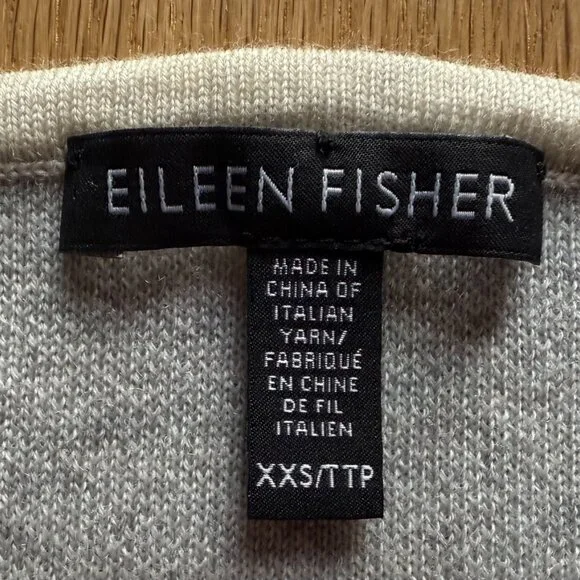 EILEEN FISHER
MADE IN
CHINA OF
ITALIAN
YARN/
FABRIQUÉ
EN CHINE
DE FIL
ITALIEN
XXS/TTP